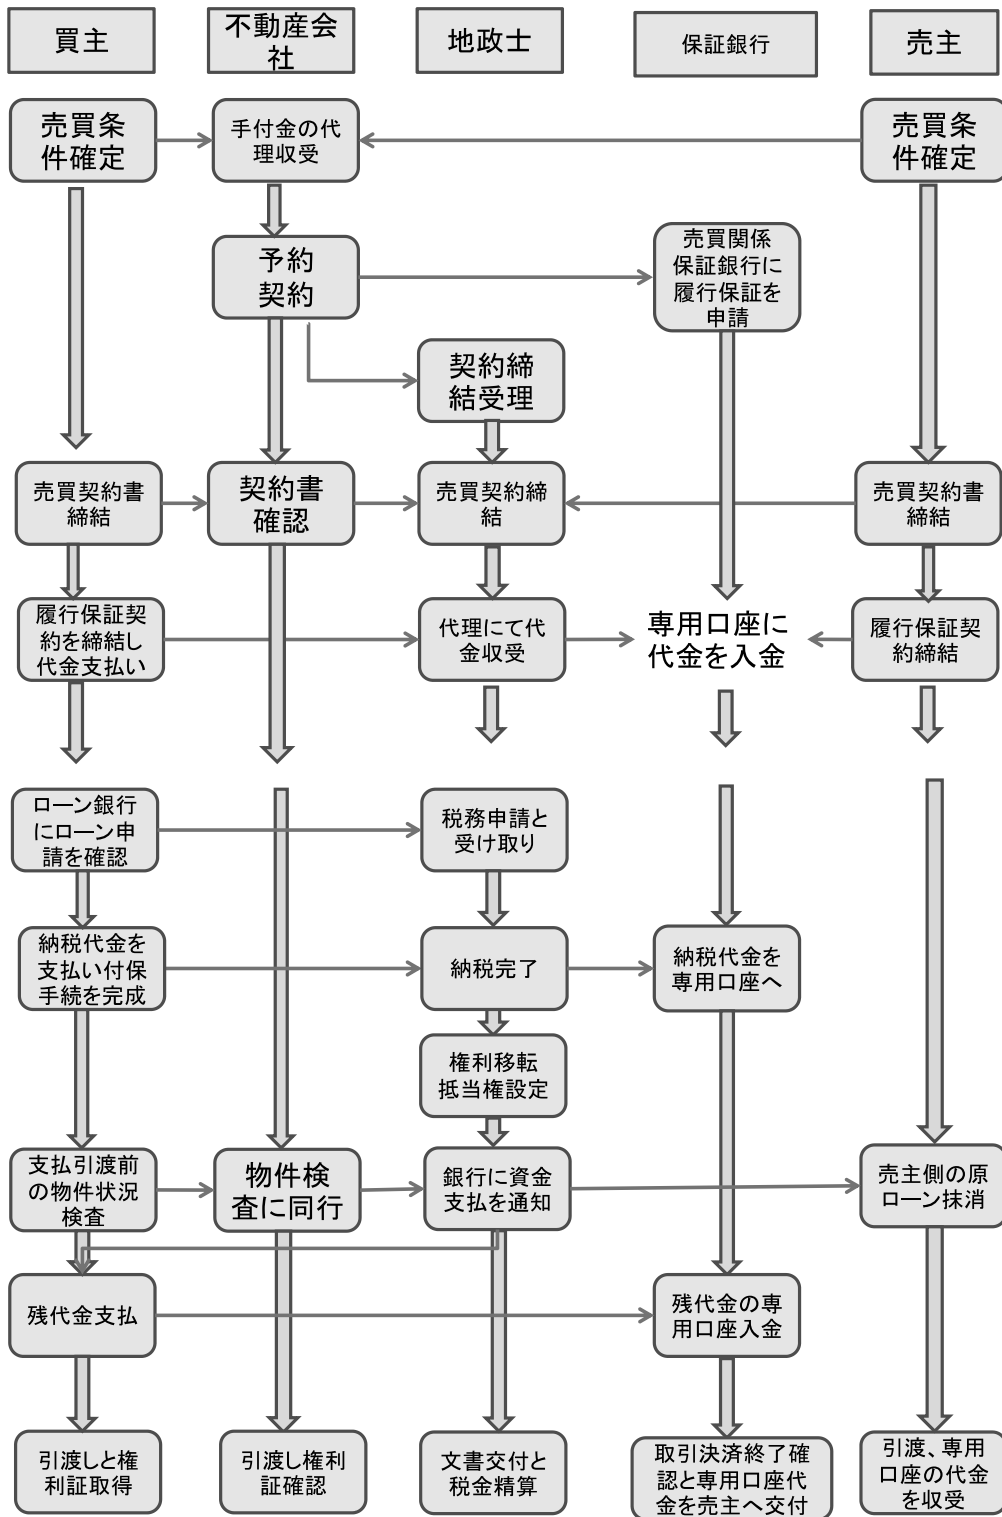 買主
不動産会
社
地政士
保証銀行
売主
売買条
件確定
手付金の代
理収受
売買条
件確定
予約
契約
売買関係
保証銀行に
履行保証を
申請
契約締
結受理
売買契約書
締結
契約書
確認
売買契約締
結
売買契約書
締結
履行保証契
約を締結し
代金支払い
代理にて代
金収受
専用口座に
代金を入金
履行保証契
約締結
ローン銀行
にローン申
請を確認
税務申請と
受け取り
納税代金を
支払い付保
手続を完成
納税完了
納税代金を
専用口座へ
権利移転
抵当権設定
支払引渡前
の物件状況
検査
物件検
査に同行
銀行に資金
支払を通知
売主側の原
ローン抹消
残代金支払
残代金の専
用口座入金
引渡しと権
利証取得
引渡し権利
証確認
文書交付と
税金精算
取引決済終了確
認と専用口座代
金を売主へ交付
引渡、専用
口座の代金
を収受